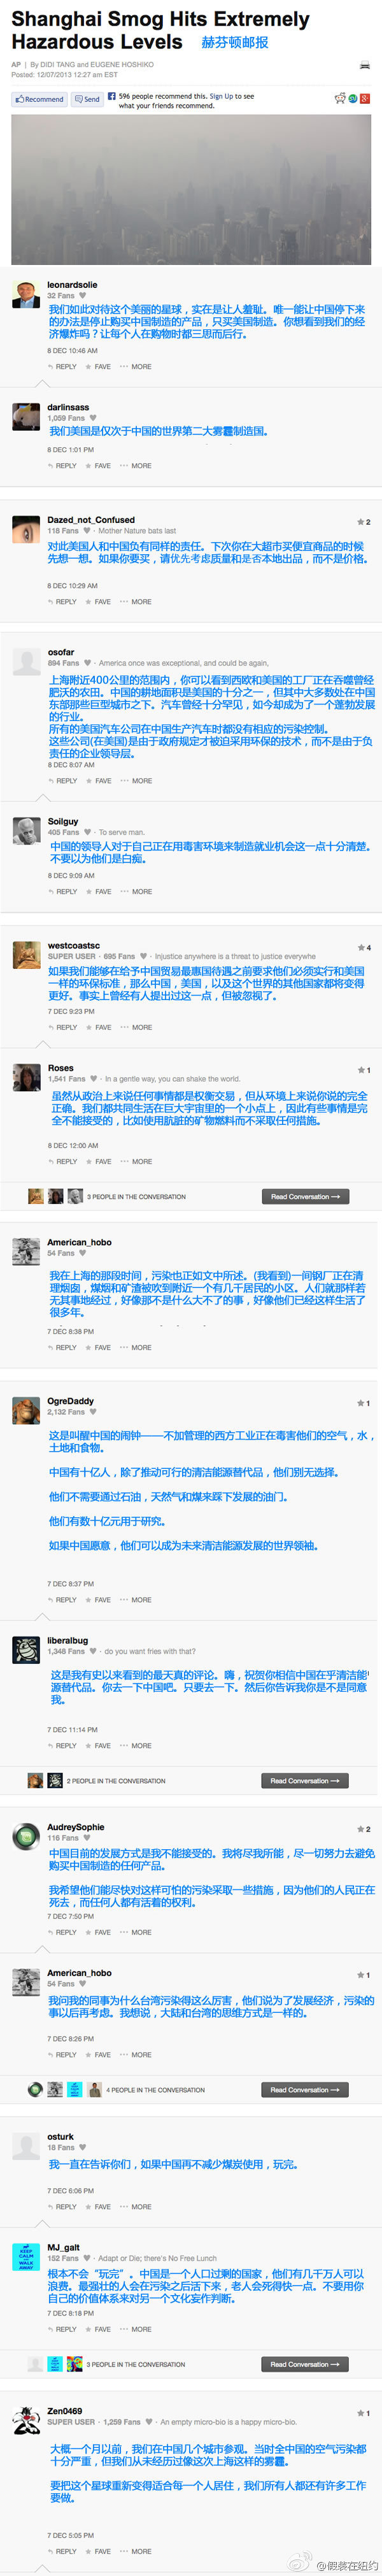 Shanghai Smog Hits Extremely
Hazardous Levels 赫芬顿邮报
AP | By DIDI TANG and EUGENE HOSHIKO
Posted: 12/07/2013 12:27 am EST
Recommend Send 596 people recommend this. Sign Up to see
what your friends recommend.
leonardsolie
32 Fans
我们如此对待这个美丽的星球，实在是让人羞耻。唯一能让中国停下来
的办法是停止购买中国制造的产品，只买美国制造。你想看到我们的经
济爆炸吗？让每个人在购物时都三思而后行。
8 DEC 10:46 AM
REPLY FAVE MORE
darlinsass
1,059 Fans
我们美国是仅次于中国的世界第二大雾霾制造国。
8 DEC 1:01 PM
REPLY FAVE MORE
Dazed_not_Confused
2
118 Fans · Mother Nature bats last
对此美国人和中国负有同样的责任。下次你在大超市买便宜商品的时候
先想一想。如果你要买，请优先考虑质量和是否本地出品，而不是价格。
8 DEC 10:29 AM
REPLY FAVE MORE
osofar
894 Fans · America once was exceptional, and could be again,
上海附近400公里的范围内，你可以看到西欧和美国的工厂正在吞噬曾经
肥沃的农田。中国的耕地面积是美国的十分之一，但其中大多数处在中国
东部那些巨型城市之下。汽车曾经十分罕见，如今却成为了一个蓬勃发展
的行业。
所有的美国汽车公司在中国生产汽车时都没有相应的污染控制。
这些公司(在美国)是由于政府规定才被迫采用环保的技术，而不是由于负
责任的企业领导层。
8 DEC 8:07 AM
REPLY FAVE MORE
Soilguy
405 Fans · To serve man.
中国的领导人对于自己正在用毒害环境来制造就业机会这一点十分清楚。
不要以为他们是白痴。
8 DEC 9:09 AM
REPLY FAVE MORE
westcoastsc
4
SUPER USER · 695 Fans · Injustice anywhere is a threat to justice everywhe
如果我们能够在给予中国贸易最惠国待遇之前要求他们必须实行和美国
一样的环保标准，那么中国，美国，以及这个世界的其他国家都将变得
更好。事实上曾经有人提出过这一点，但被忽视了。
7 DEC 9:23 PM
REPLY FAVE MORE
Roses
1
1,541 Fans · In a gentle way, you can shake the world.
虽然从政治上来说任何事情都是权衡交易，但从环境上来说你说的完全
正确。我们都共同生活在巨大宇宙里的一个小点上，因此有些事情是完
全不能接受的，比如使用肮脏的矿物燃料而不采取任何措施。
8 DEC 12:00 AM
REPLY FAVE MORE
3 PEOPLE IN THE CONVERSATION Read Conversation →
American_hobo
54 Fans
我在上海的那段时间，污染也正如文中所述。(我看到)一间钢厂正在清
理烟囱，煤烟和矿渣被吹到附近一个有几千居民的小区。人们就那样若
无其事地经过，好像那不是什么大不了的事，好像他们已经这样生活了
很多年。
7 DEC 8:38 PM
REPLY FAVE MORE
OgreDaddy
1
2,132 Fans
这是叫醒中国的闹钟——不加管理的西方工业正在毒害他们的空气，水，
土地和食物。
中国有十亿人，除了推动可行的清洁能源替代品，他们别无选择。
他们不需要通过石油，天然气和煤来踩下发展的油门。
他们有数十亿元用于研究。
如果中国愿意，他们可以成为未来清洁能源发展的世界领袖。
7 DEC 8:37 PM
REPLY FAVE MORE
liberalbug
1,348 Fans · do you want fries with that?
这是我有史以来看到的最天真的评论。嗨，祝贺你相信中国在乎清洁能
源替代品。你去一下中国吧。只要去一下。然后你告诉我你是不是同意
我。
7 DEC 11:14 PM
REPLY FAVE MORE
2 PEOPLE IN THE CONVERSATION Read Conversation →
AudreySophie
2
116 Fans
中国目前的发展方式是我不能接受的。我将尽我所能，尽一切努力去避免
购买中国制造的任何产品。
我希望他们能尽快对这样可怕的污染采取一些措施，因为他们的人民正在
死去，而任何人都有活着的权利。
7 DEC 7:50 PM
REPLY FAVE MORE
American_hobo
1
54 Fans
我问我的同事为什么台湾污染得这么厉害，他们说为了发展经济，污染的
事以后再考虑。我想说，大陆和台湾的思维方式是一样的。
7 DEC 8:26 PM
REPLY FAVE MORE
4 PEOPLE IN THE CONVERSATION Read Conversation →
osturk
18 Fans
我一直在告诉你们，如果中国再不减少煤炭使用，玩完。
7 DEC 6:06 PM
REPLY FAVE MORE
KEEP CALM WALK AWAY
MJ_galt
152 Fans · Adapt or Die; there's No Free Lunch
根本不会“玩完”。中国是一个人口过剩的国家，他们有几千万人可以
浪费。最强壮的人会在污染之后活下来，老人会死得快一点。不要用你
自己的价值体系来对另一个文化妄作判断。
7 DEC 8:18 PM
REPLY FAVE MORE
3 PEOPLE IN THE CONVERSATION Read Conversation →
Zen0469
1
SUPER USER · 1,259 Fans · An empty micro-bio is a happy micro-bio.
大概一个月以前，我们在中国几个城市参观。当时全中国的空气污染都
十分严重，但我们从未经历过像这次上海这样的雾霾。
要把这个星球重新变得适合每一个人居住，我们所有人都还有许多工作
要做。
7 DEC 5:05 PM
REPLY FAVE MORE
@假装在纽约